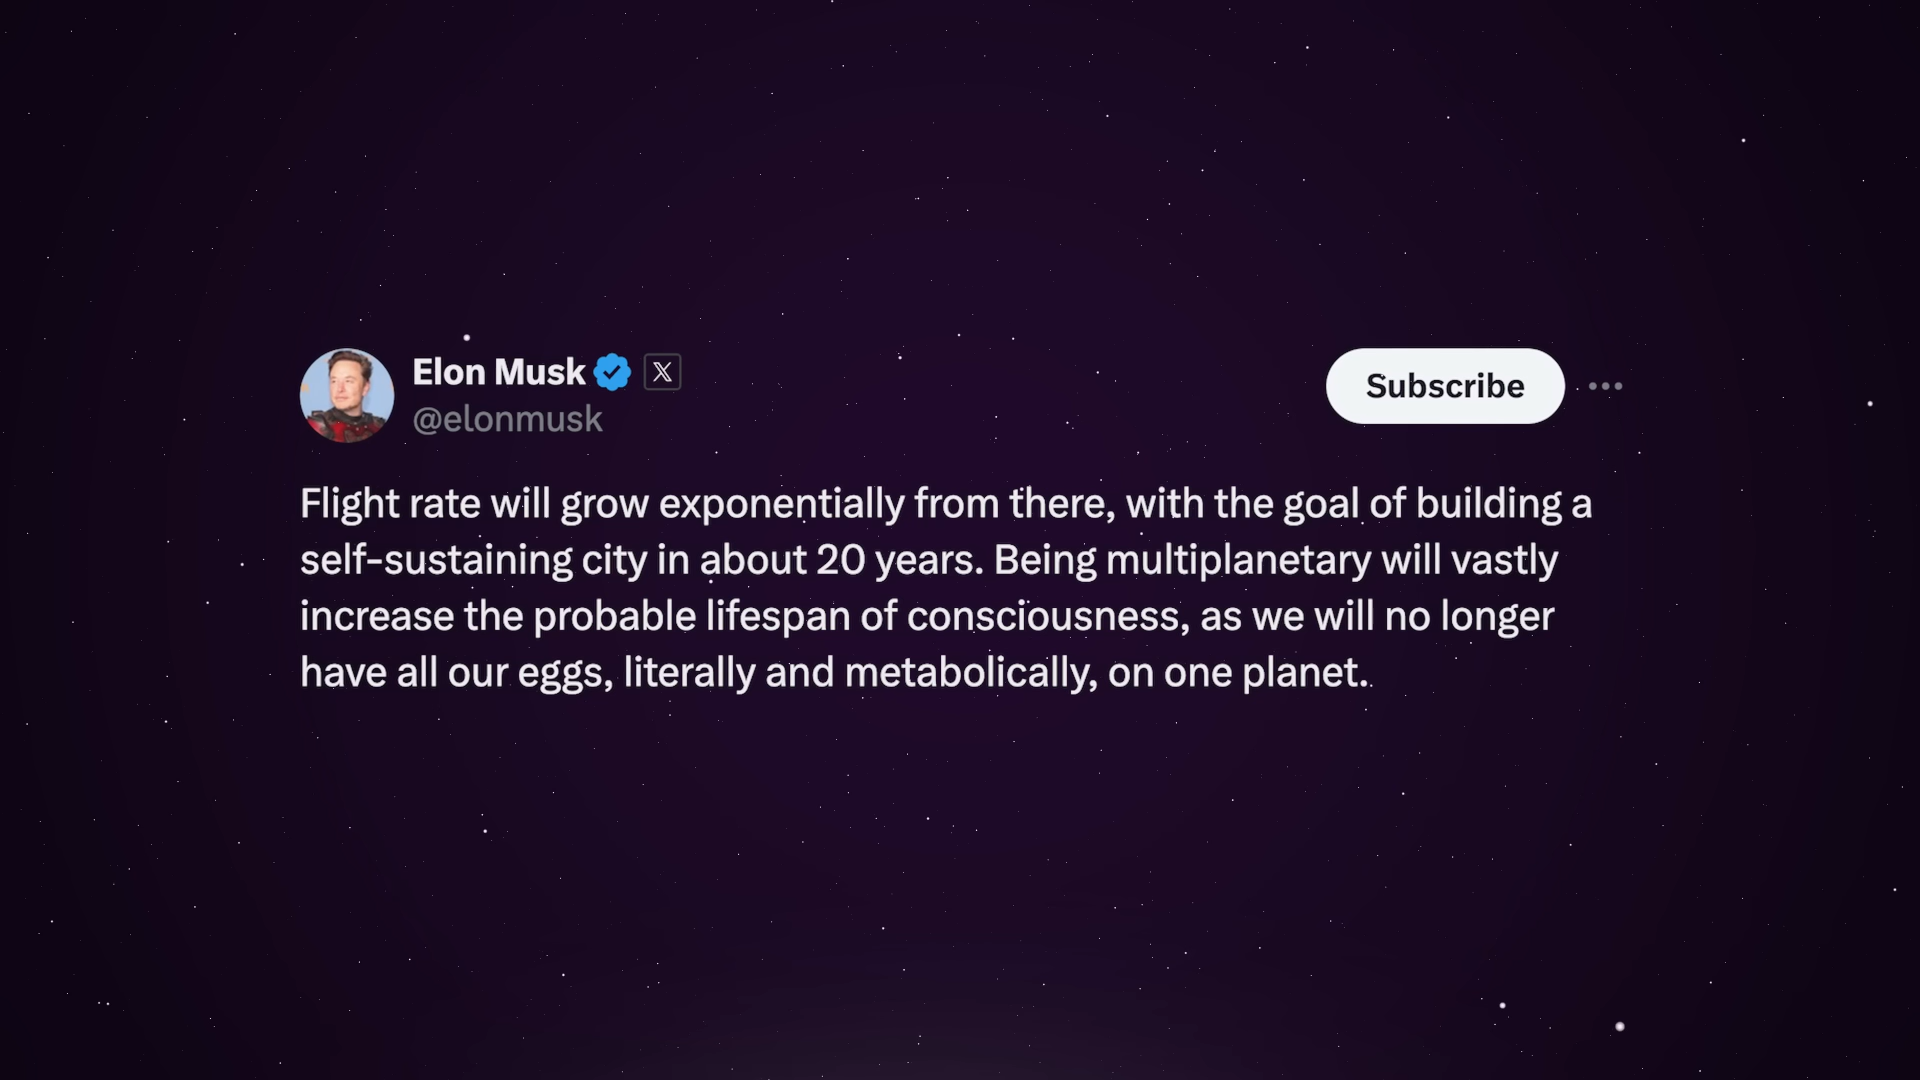 Elon Musk
@elonmusk
Subscribe
Flight rate will grow exponentially from there, with the goal of building a
self-sustaining city in about 20 years. Being multiplanetary will vastly
increase the probable lifespan of consciousness, as we will no longer
have all our eggs, literally and metabolically, on one planet.